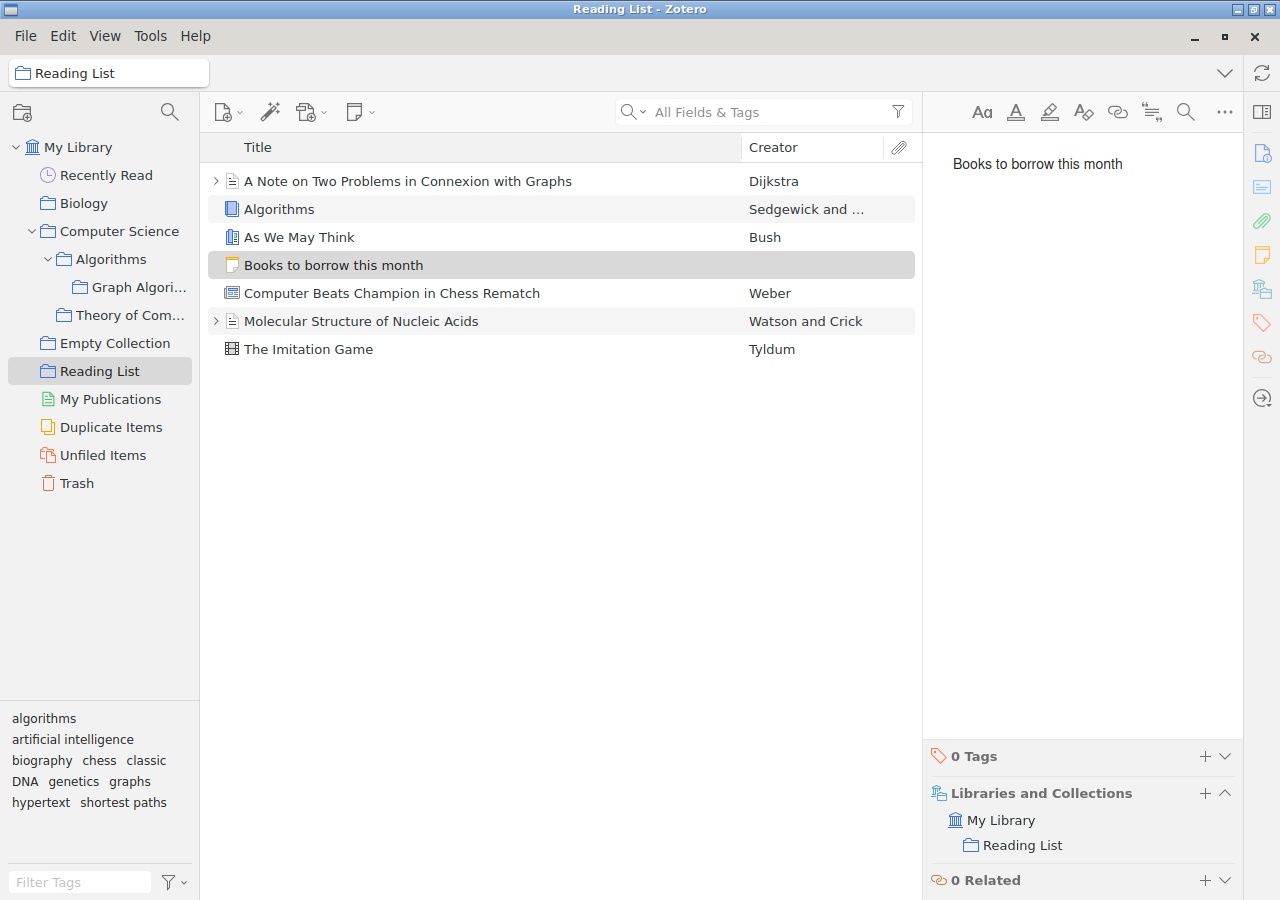 Reading List - Zotero
File Edit View Tools Help
Reading List
All Fields & Tags
My Library
Recently Read
Biology
Computer Science
Algorithms
Graph Algori...
Theory of Com...
Empty Collection
Reading List
My Publications
Duplicate Items
Unfiled Items
Trash
algorithms
artificial intelligence
biography chess classic
DNA genetics graphs
hypertext shortest paths
Filter Tags
Title Creator
A Note on Two Problems in Connexion with Graphs Dijkstra
Algorithms Sedgewick and ...
As We May Think Bush
Books to borrow this month
Computer Beats Champion in Chess Rematch Weber
Molecular Structure of Nucleic Acids Watson and Crick
The Imitation Game Tyldum
Aa A A
Books to borrow this month
0 Tags
Libraries and Collections
My Library
Reading List
0 Related